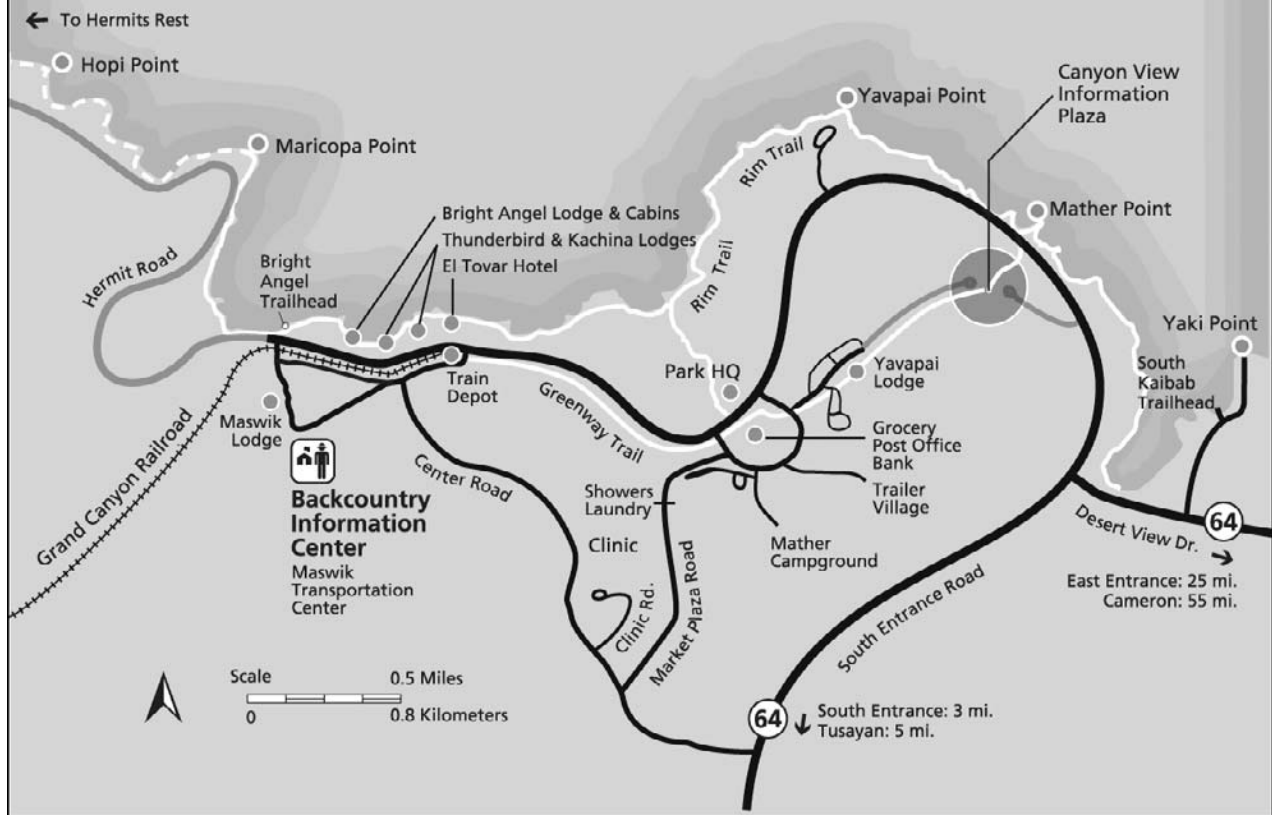 To Hermits Rest
Hopi Point
Maricopa Point
Yavapai Point
Canyon View
Information
Plaza
Rim Trail
Mather Point
Bright Angel Lodge & Cabins
Thunderbird & Kachina Lodges
El Tovar Hotel
Hermit Road
Bright
Angel
Trailhead
Rim Trail
Yaki Point
South
Kaibab
Trailhead
Park HQ
Yavapai
Lodge
Train
Depot
Greenway Trail
Maswik
Lodge
Grocery
Post Office
Bank
Grand Canyon Railroad
Center Road
Backcountry
Information
Center
Maswik
Transportation
Center
Showers
Laundry
Trailer
Village
Clinic
Mather
Campground
64
Desert View Dr.
East Entrance: 25 mi.
Cameron: 55 mi.
Clinic Rd.
Market Plaza Road
South Entrance Road
Scale
0.5 Miles
0
0.8 Kilometers
64
South Entrance: 3 mi.
Tusayan: 5 mi.